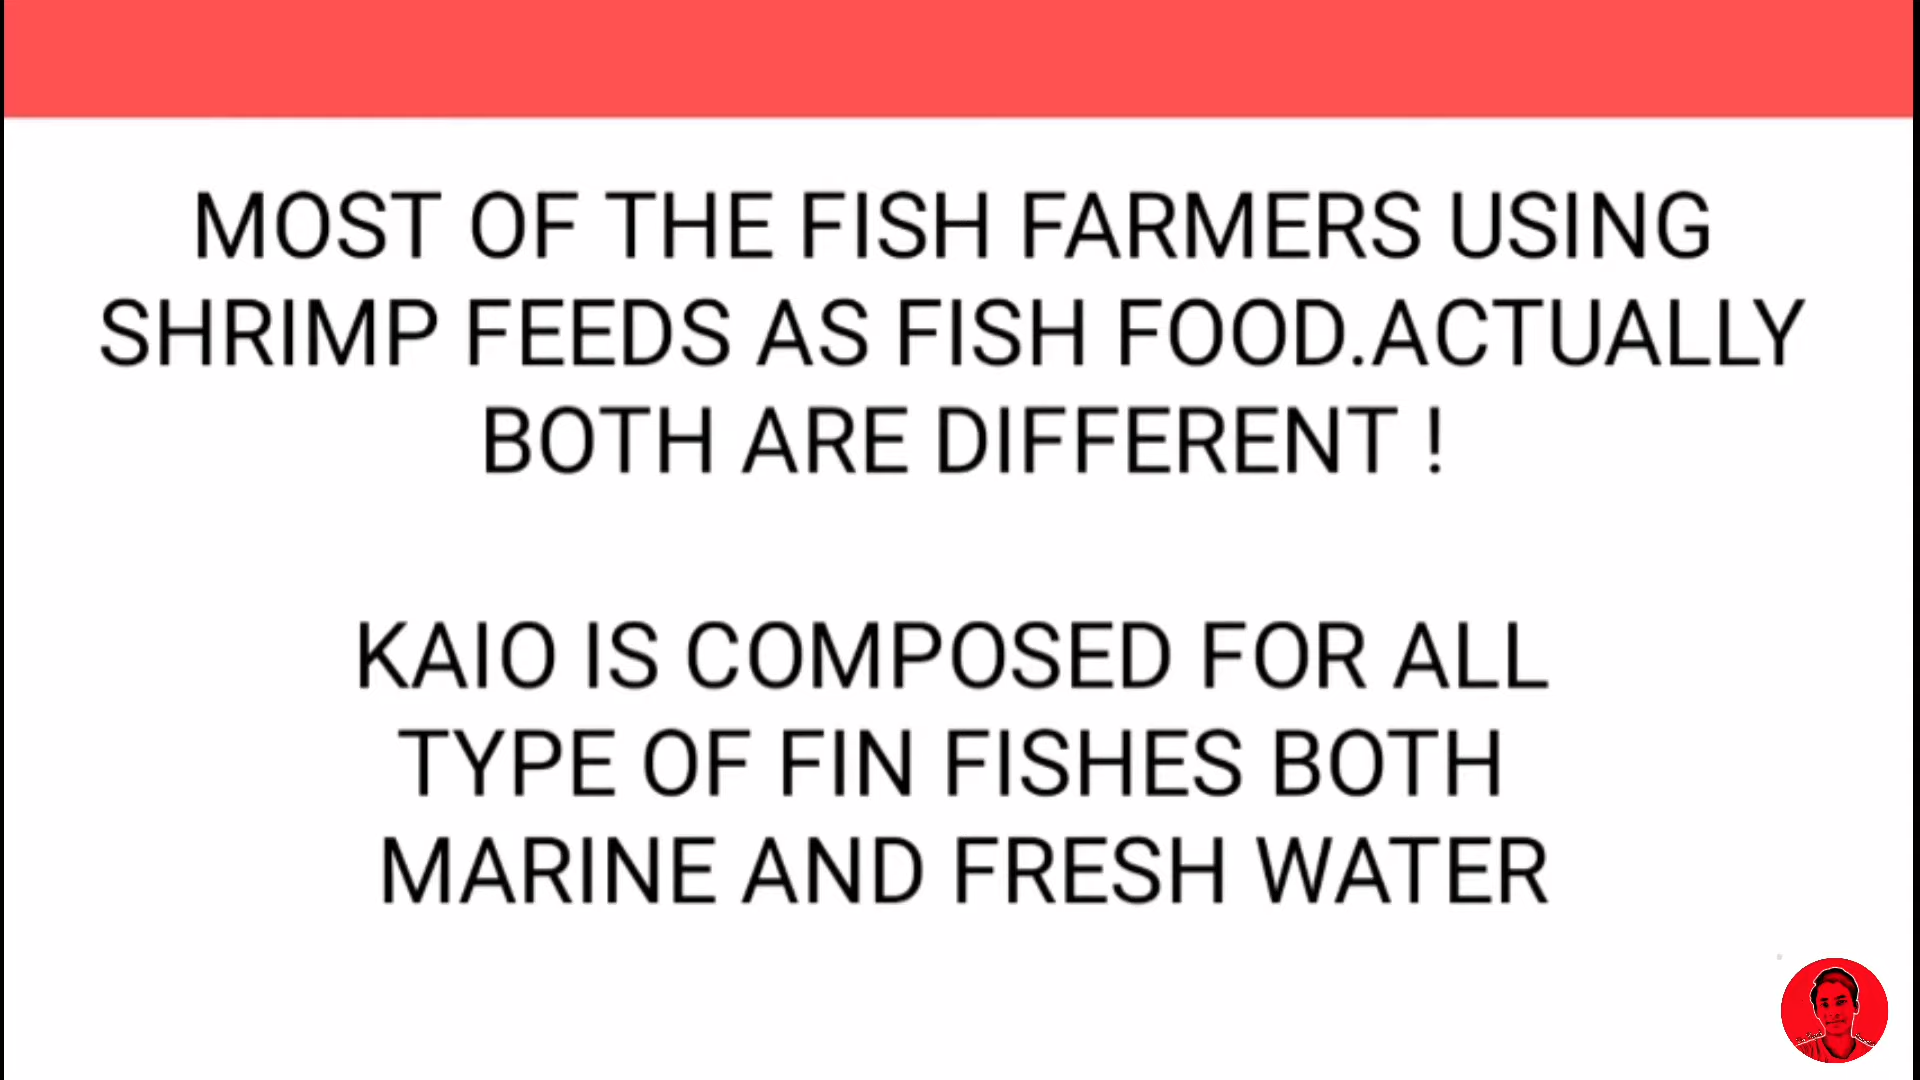 MOST OF THE FISH FARMERS USING
SHRIMP FEEDS AS FISH FOOD.ACTUALLY
BOTH ARE DIFFERENT !
KAIO IS COMPOSED FOR ALL
TYPE OF FIN FISHES BOTH
MARINE AND FRESH WATER